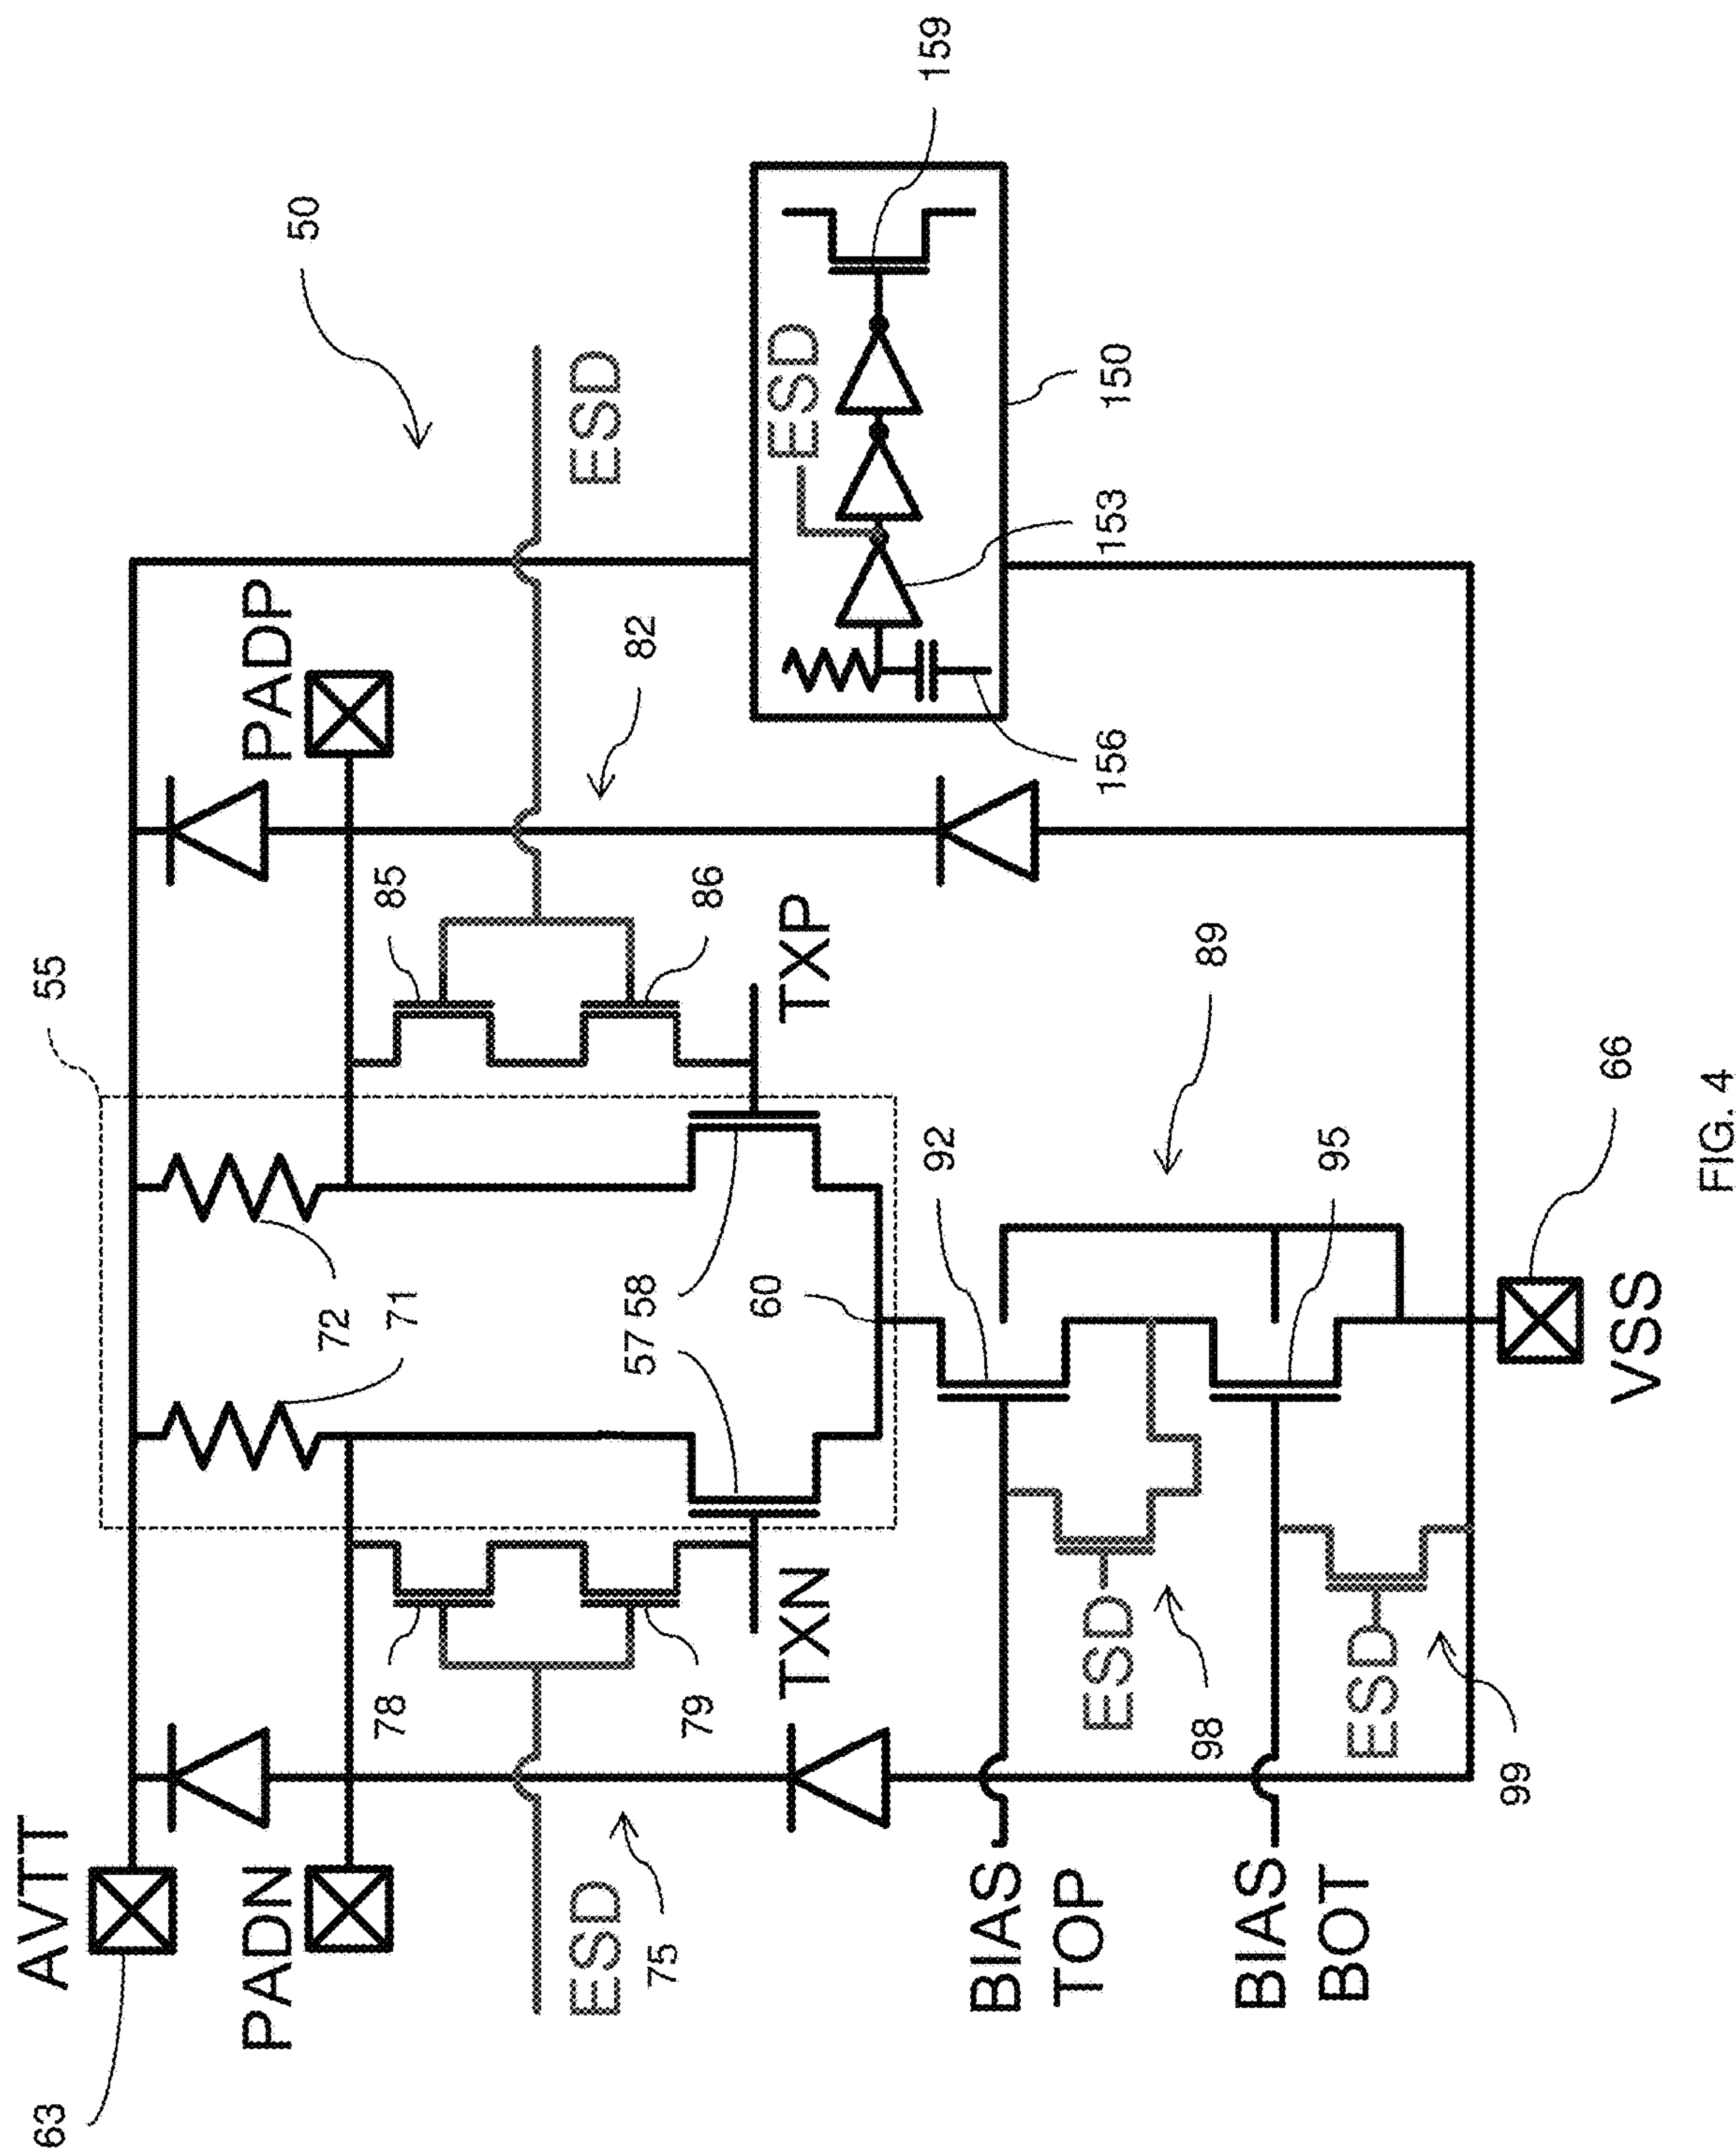 50
55
AVTT
63
PADN
PADP
72
71
85
86
82
78
79
ESD
ESD
75
TXN
57
58
TXP
60
ESD
159
150
153
156
BIAS
TOP
92
89
ESD
98
BIAS
BOT
95
ESD
99
66
VSS
FIG. 4